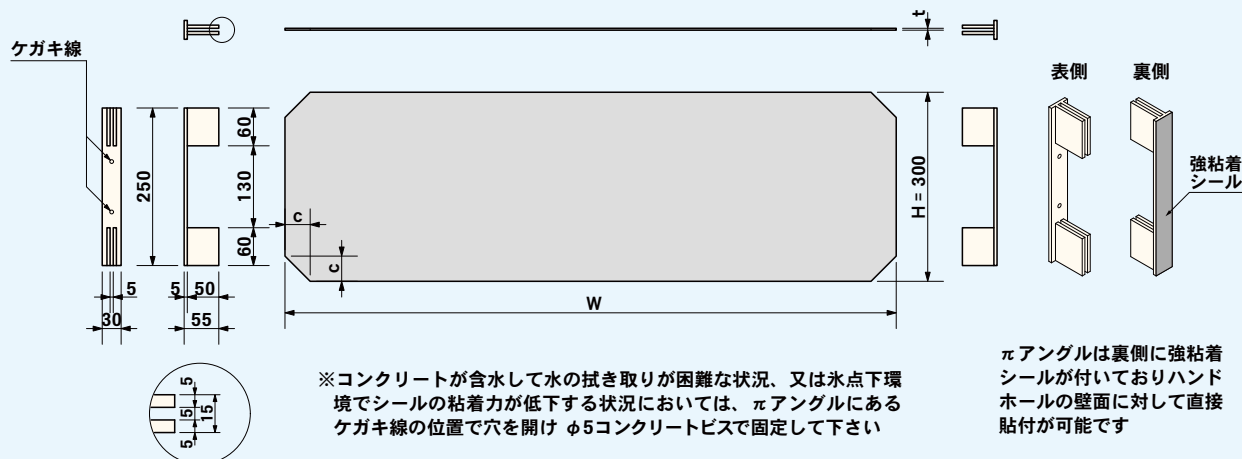 ケガキ線
t
表側
裏側
強粘着
シール
250
60
130
60
c
c
H = 300
W
5
30
5
50
55
5
5
15
5
※コンクリートが含水して水の拭き取りが困難な状況、又は氷点下環
境でシールの粘着力が低下する状況においては、πアングルにある
ケガキ線の位置で穴を開け φ5コンクリートビスで固定して下さい
πアングルは裏側に強粘着
シールが付いておりハンド
ホールの壁面に対して直接
貼付が可能です